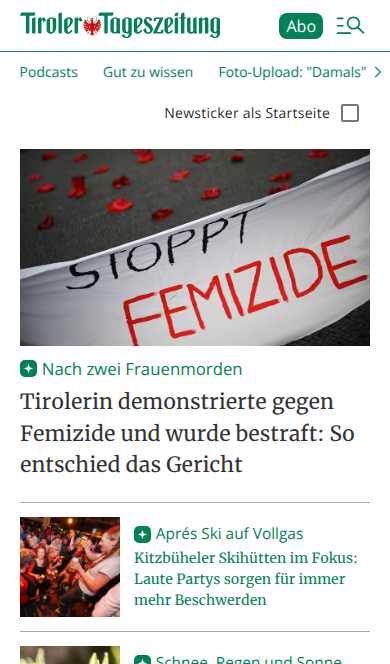 Tiroler Tageszeitung
Abo
Podcasts Gut zu wissen Foto-Upload: "Damals"
Newsticker als Startseite
STOPPT
FEMIZIDE
Nach zwei Frauenmorden
Tirolerin demonstrierte gegen
Femizide und wurde bestraft: So
entschied das Gericht
Aprés Ski auf Vollgas
Kitzbüheler Skihütten im Fokus:
Laute Partys sorgen für immer
mehr Beschwerden
Schnee, Regen und Sonne